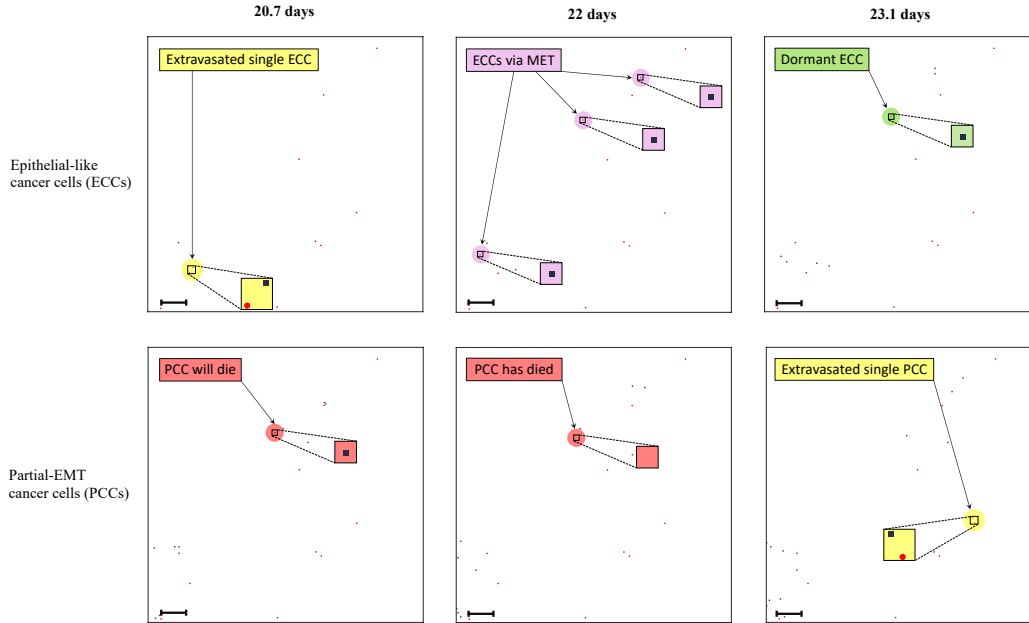 20.7 days
22 days
23.1 days
Extravasated single ECC
ECCs via MET
Dormant ECC
Epithelial-like
cancer cells (ECCs)
PCC will die
PCC has died
Extravasated single PCC
Partial-EMT
cancer cells (PCCs)